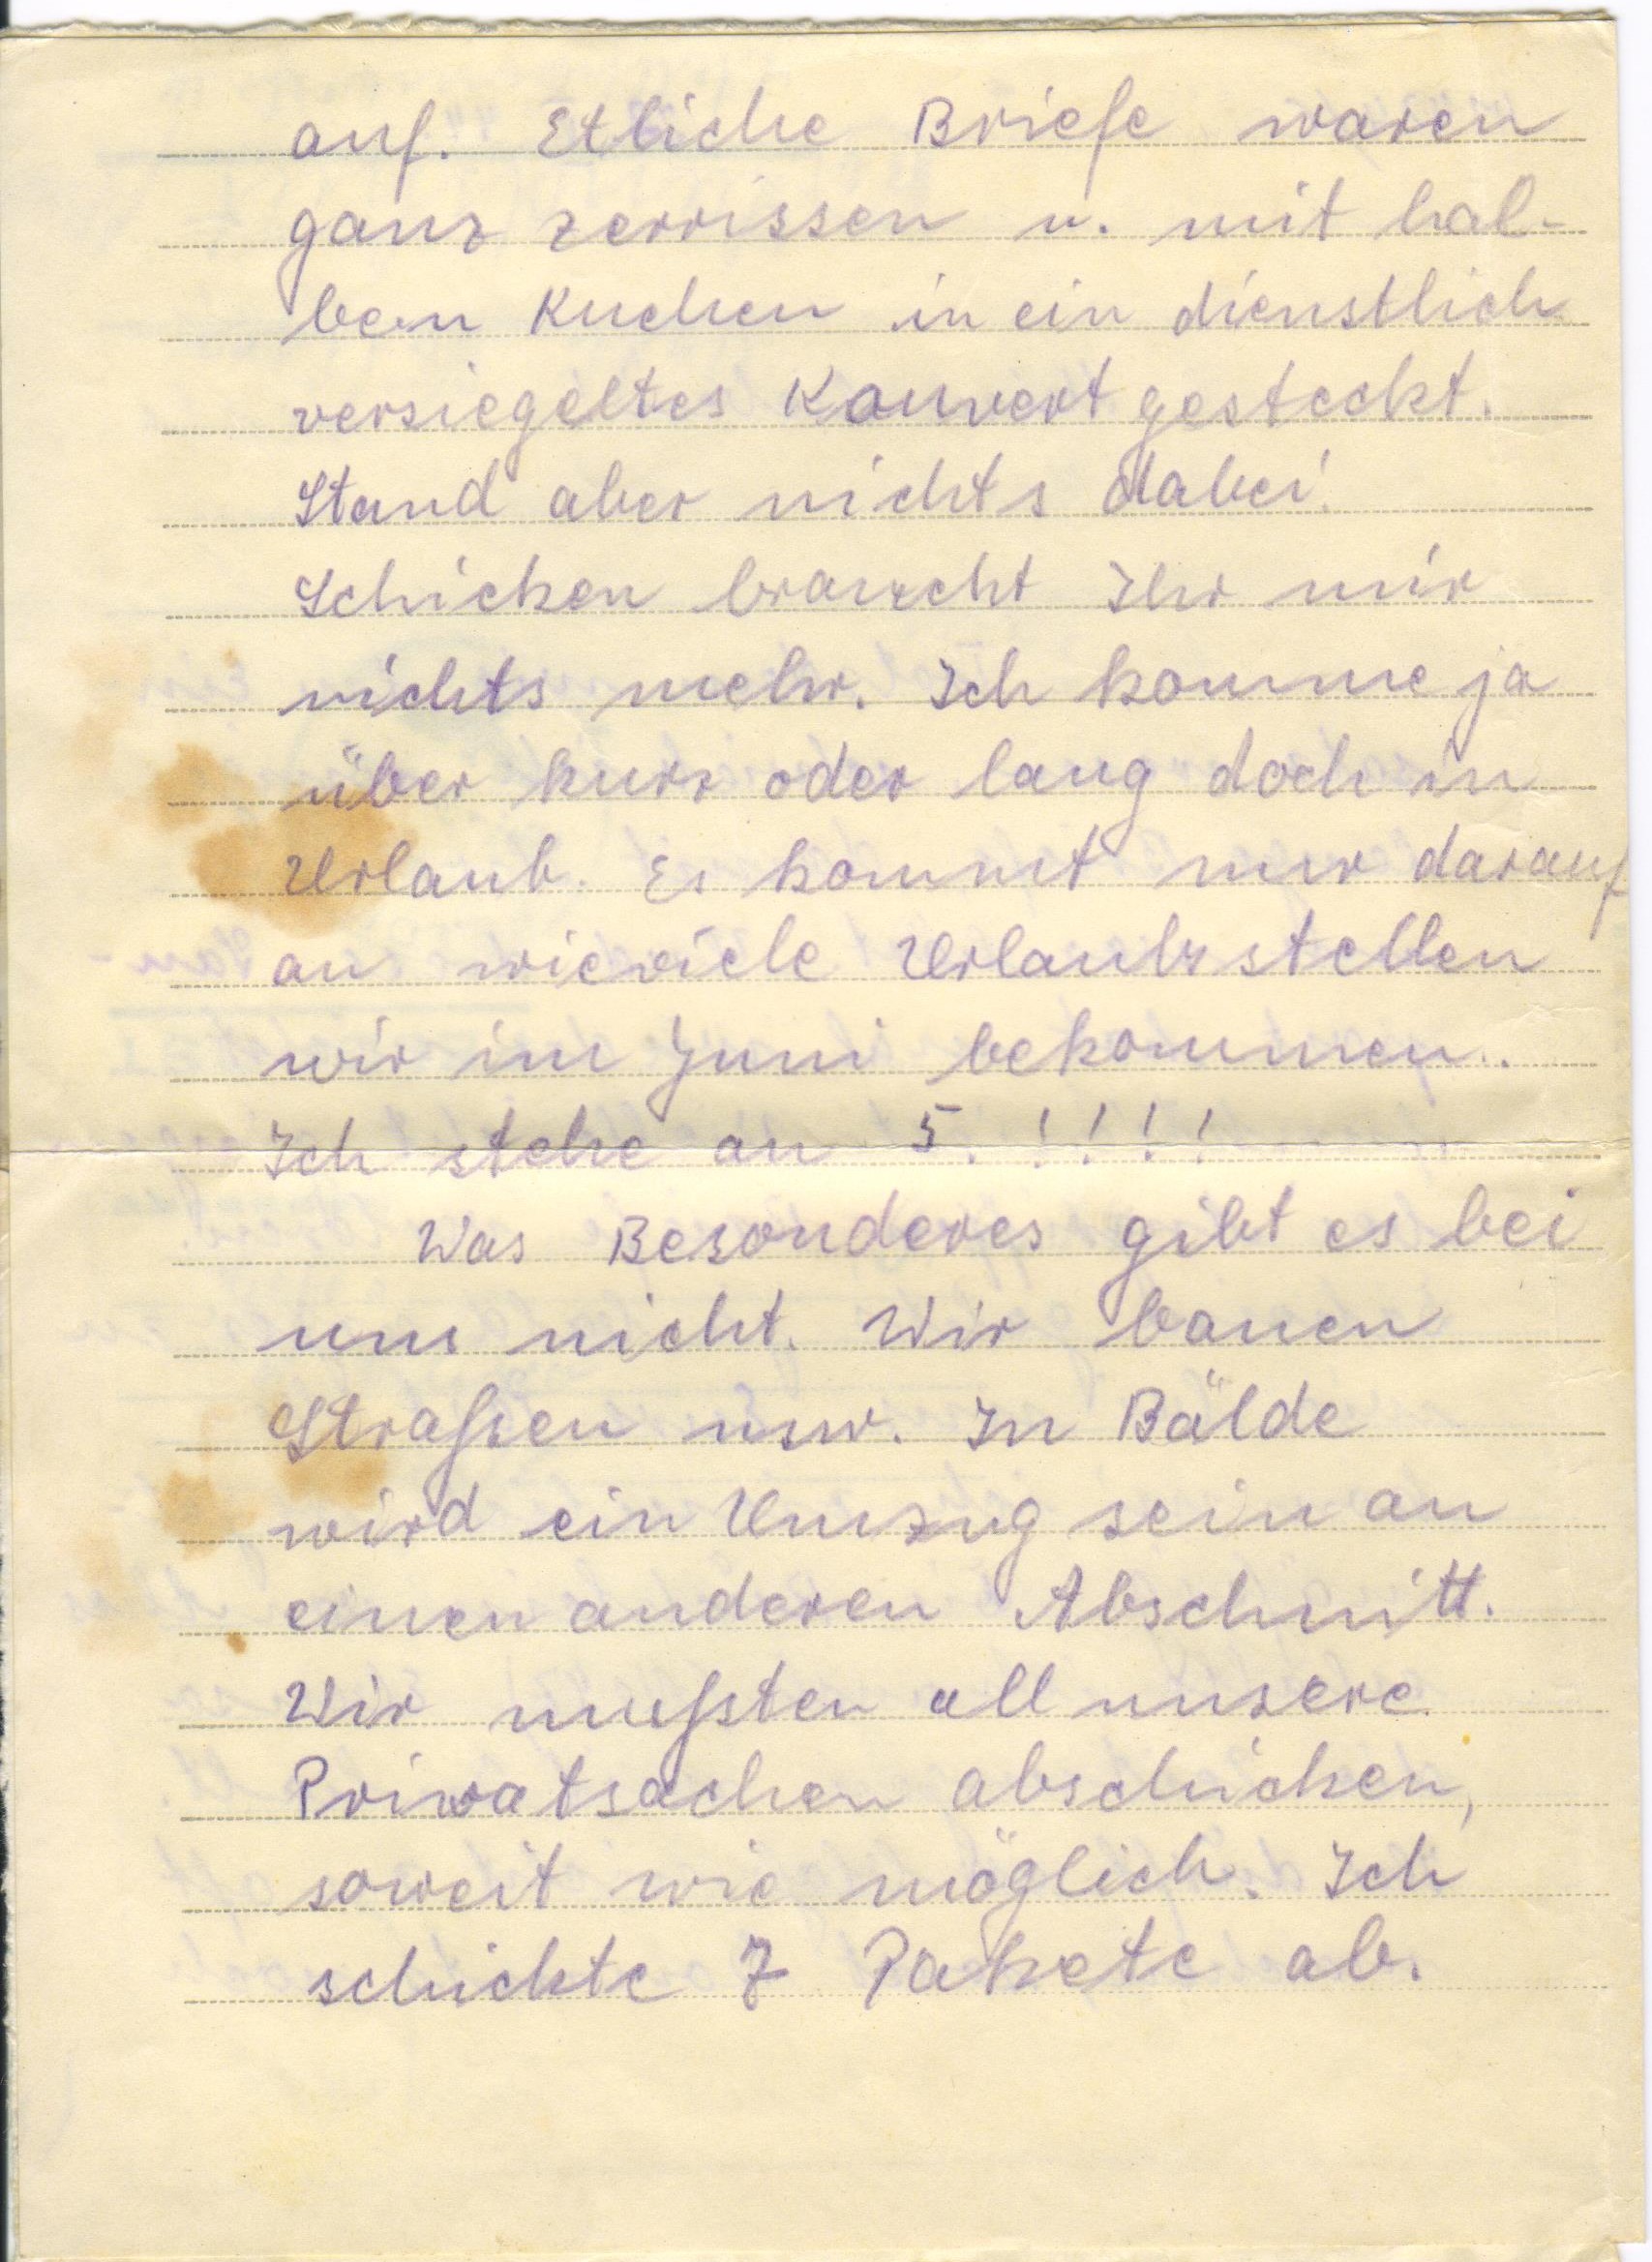 auf. Etliche Briefe waren
ganz zerrissen u. mit hal-
bem Kuchen in ein dienstlich
versiegeltes Kouvert gesteckt.
Stand aber nichts dabei.
Schicken braucht Ihr mir
nichts mehr. Ich komme ja
über kurz oder lang doch in
Urlaub. Es kommt nur darauf
an wieviele Urlaubsstellen
wir im Juni bekommen.
Ich stehe an 5. !!!!
Was Besonderes gibt es bei
uns nicht. Wir bauen
Straßen usw. In Bälde
wird ein Umzug sein an
einen anderen Abschnitt.
Wir mußten all unsere
Privatsachen abschicken,
soweit wie möglich. Ich
schickte 7 Pakete ab.